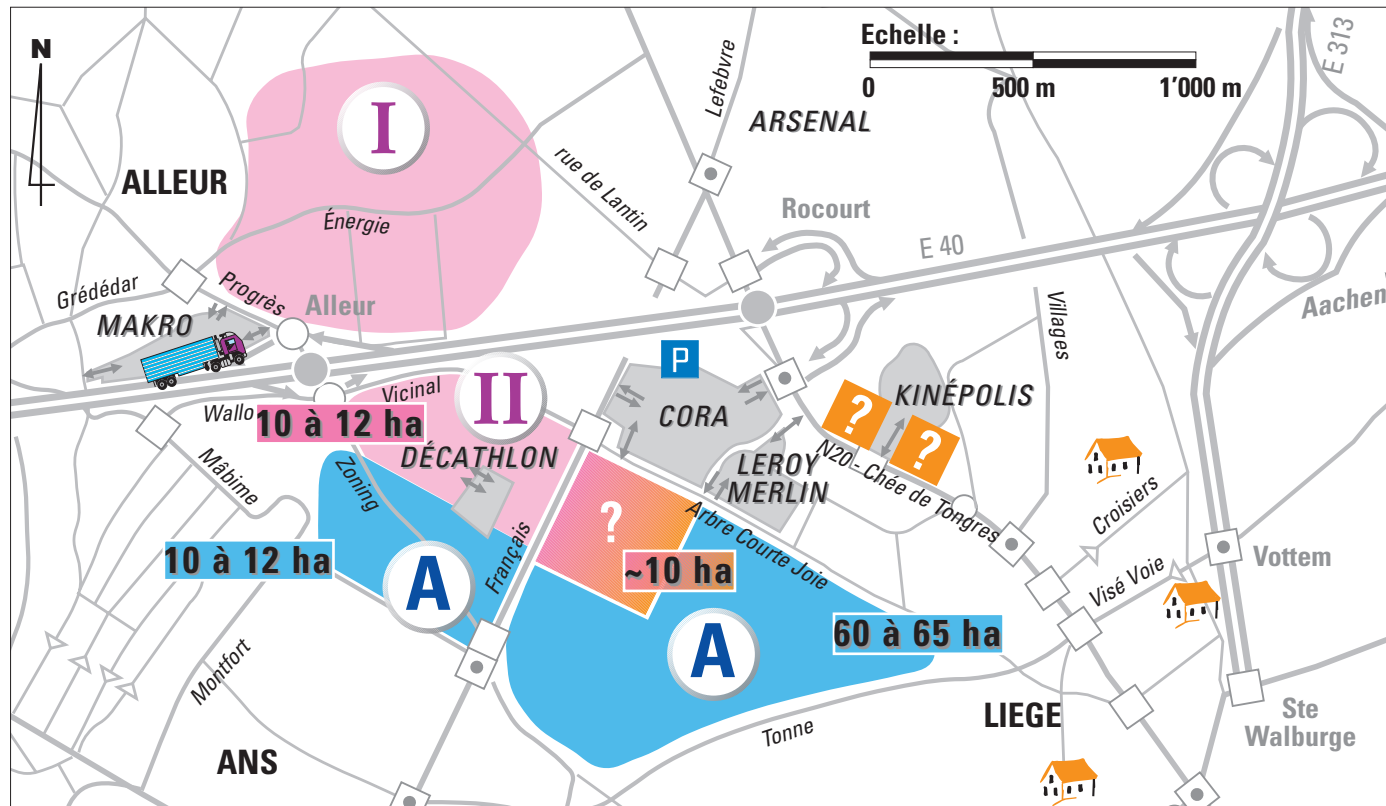 N
Echelle :
0 500 m 1'000 m
E 313
I
Lefebvre
ARSENAL
ALLEUR
rue de Lantin
Énergie
Rocourt
E 40
Grédédar
Progrès
Alleur
Villages
Aachem
MAKRO
P
Vicinal
II
KINÉPOLIS
Wallo
10 à 12 ha
CORA
?
?
DÉCATHLON
LEROY
MERLIN
N20 - Chée de Tongres
Mâbime
Zoning
Arbre Courte Joie
Croisiers
?
Français
10 à 12 ha
A
~10 ha
Vottem
Visé Voie
A
60 à 65 ha
Montfort
Tonne
LIEGE
Ste
Walburge
ANS